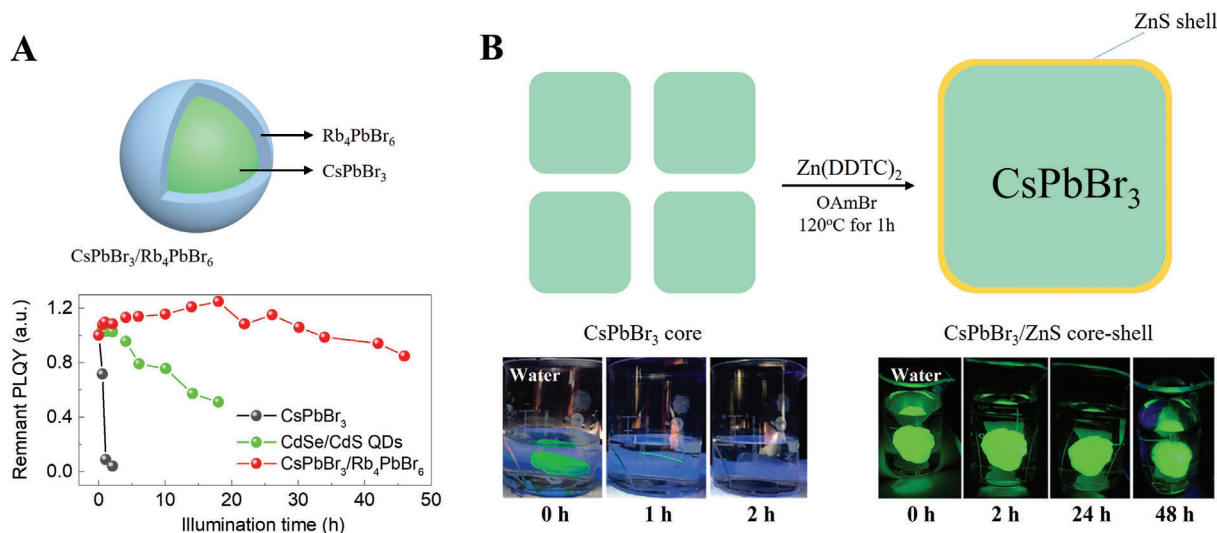 A
Rb₄PbBr₆
CsPbBr₃
CsPbBr₃/Rb₄PbBr₆
Remnant PLQY (a.u.)
1.2
0.8
0.4
0.0
CsPbBr₃
CdSe/CdS QDs
CsPbBr₃/Rb₄PbBr₆
0 10 20 30 40 50
Illumination time (h)
B
ZnS shell
Zn(DDTC)₂
OAmBr
120°C for 1h
CsPbBr₃
CsPbBr₃ core
Water
0 h 1 h 2 h
CsPbBr₃/ZnS core-shell
Water
0 h 2 h 24 h 48 h